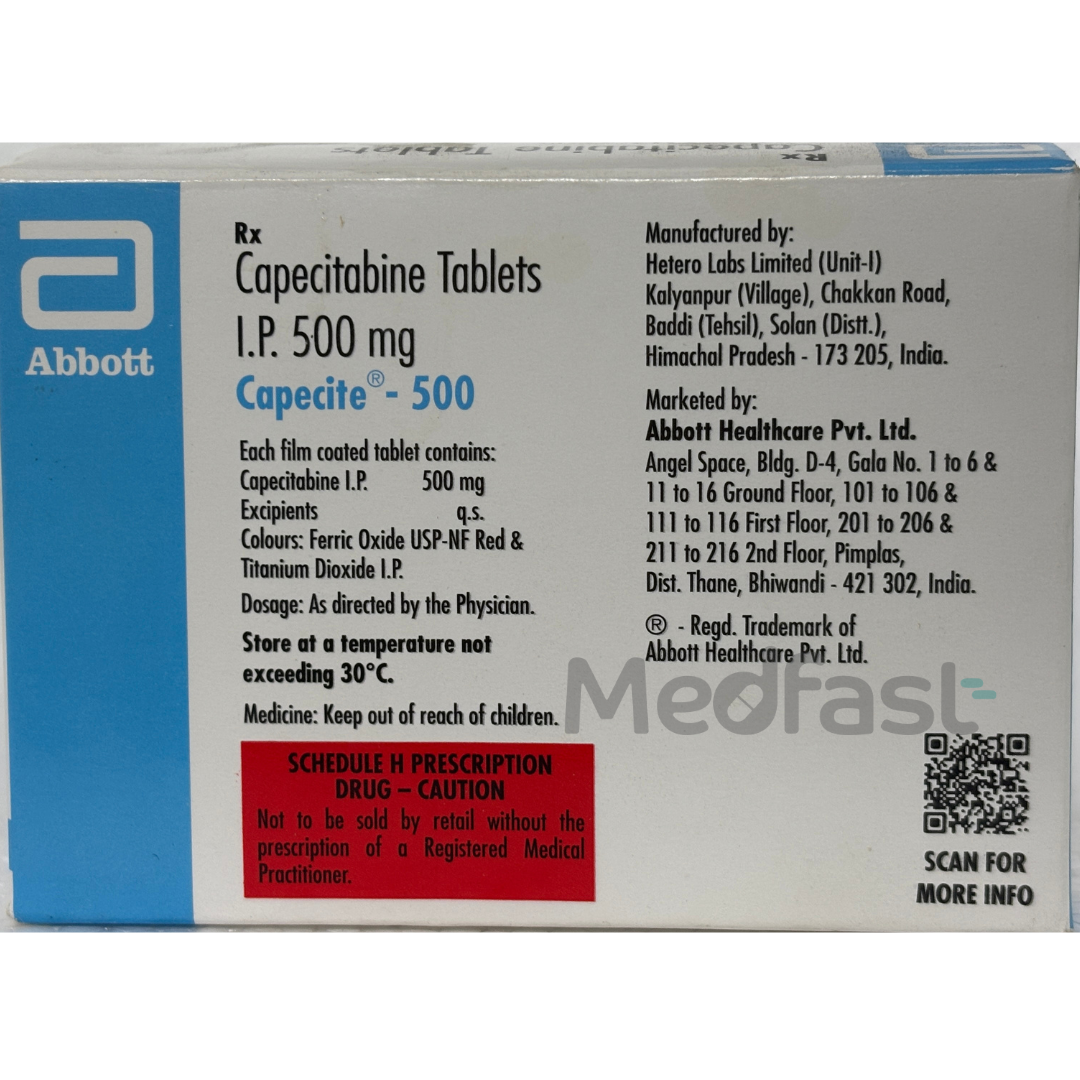 Rx
Capecitabine Tablets
Abbott
Rx
Capecitabine Tablets
I.P. 500 mg
Capecite® - 500
Each film coated tablet contains:
Capecitabine I.P. 500 mg
Excipients q.s.
Colours: Ferric Oxide USP-NF Red &
Titanium Dioxide I.P.
Dosage: As directed by the Physician.
Store at a temperature not
exceeding 30°C.
Medicine: Keep out of reach of children.
SCHEDULE H PRESCRIPTION
DRUG – CAUTION
Not to be sold by retail without the
prescription of a Registered Medical
Practitioner.
Manufactured by:
Hetero Labs Limited (Unit-I)
Kalyanpur (Village), Chakkan Road,
Baddi (Tehsil), Solan (Distt.),
Himachal Pradesh - 173 205, India.
Marketed by:
Abbott Healthcare Pvt. Ltd.
Angel Space, Bldg. D-4, Gala No. 1 to 6 &
11 to 16 Ground Floor, 101 to 106 &
111 to 116 First Floor, 201 to 206 &
211 to 216 2nd Floor, Pimplas,
Dist. Thane, Bhiwandi - 421 302, India.
® - Regd. Trademark of
Abbott Healthcare Pvt. Ltd.
Medfast
SCAN FOR
MORE INFO